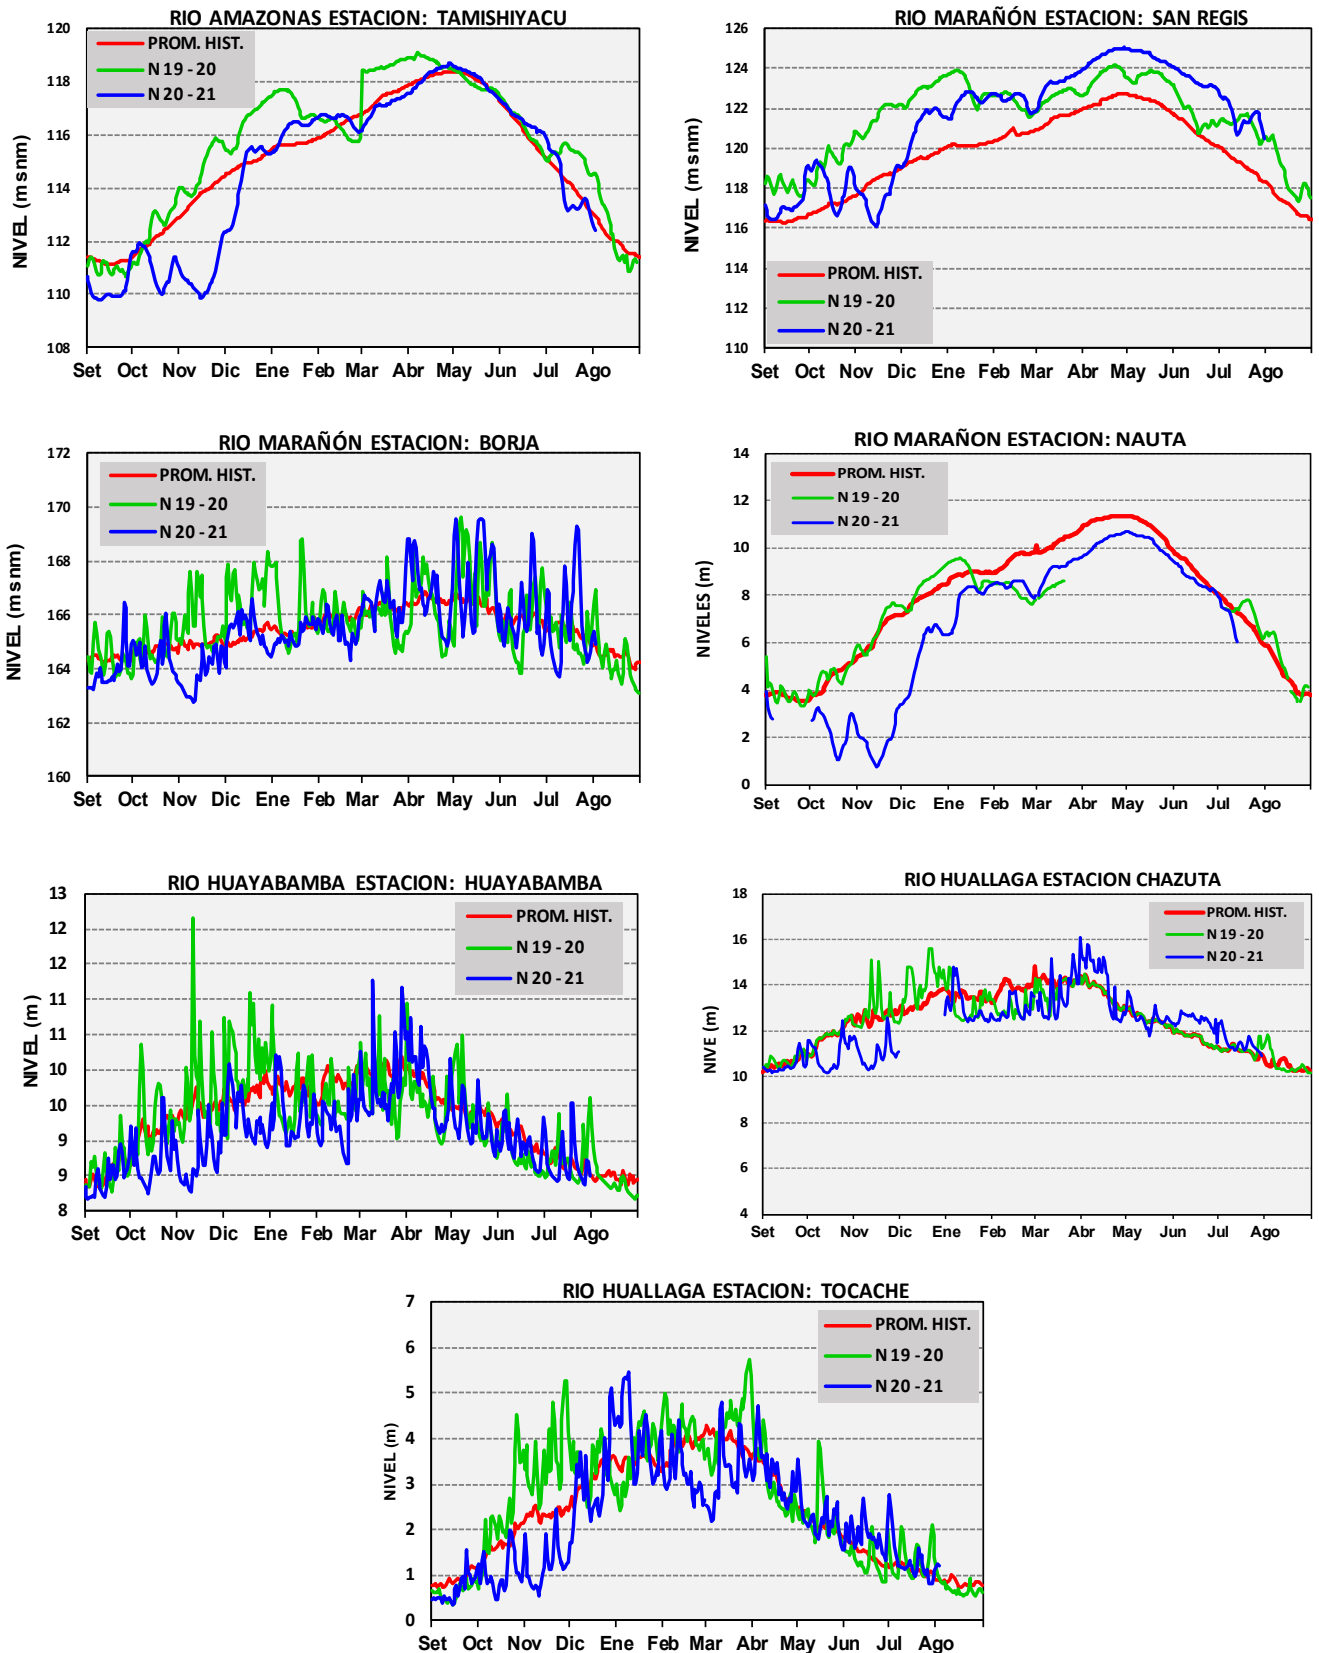 RIO AMAZONAS ESTACION: TAMISHIYACU
NIVEL (m snm)
120
118
116
114
112
110
108
PROM. HIST.
N 19 - 20
N 20 - 21
Set Oct Nov Dic Ene Feb Mar Abr May Jun Jul Ago
RIO MARAÑÓN ESTACION: SAN REGIS
NIVEL (m snm)
126
124
122
120
118
116
114
112
110
PROM. HIST.
N 19 - 20
N 20 - 21
Set Oct Nov Dic Ene Feb Mar Abr May Jun Jul Ago
RIO MARAÑÓN ESTACION: BORJA
NIVEL (m snm)
172
170
168
166
164
162
160
PROM. HIST.
N 19 - 20
N 20 - 21
Set Oct Nov Dic Ene Feb Mar Abr May Jun Jul Ago
RIO MARAÑON ESTACION: NAUTA
NIVELES (m)
14
12
10
8
6
4
2
0
PROM. HIST.
N 19 - 20
N 20 - 21
Set Oct Nov Dic Ene Feb Mar Abr May Jun Jul Ago
RIO HUAYABAMBA ESTACION: HUAYABAMBA
NIVEL (m)
13
12
12
11
11
10
10
9
9
8
PROM. HIST.
N 19 - 20
N 20 - 21
Set Oct Nov Dic Ene Feb Mar Abr May Jun Jul Ago
RIO HUALLAGA ESTACION CHAZUTA
NIVE (m)
18
16
14
12
10
8
6
4
PROM. HIST.
N 19 - 20
N 20 - 21
Set Oct Nov Dic Ene Feb Mar Abr May Jun Jul Ago
RIO HUALLAGA ESTACION: TOCACHE
NIVEL (m)
7
6
5
4
3
2
1
0
PROM. HIST.
N 19 - 20
N 20 - 21
Set Oct Nov Dic Ene Feb Mar Abr May Jun Jul Ago